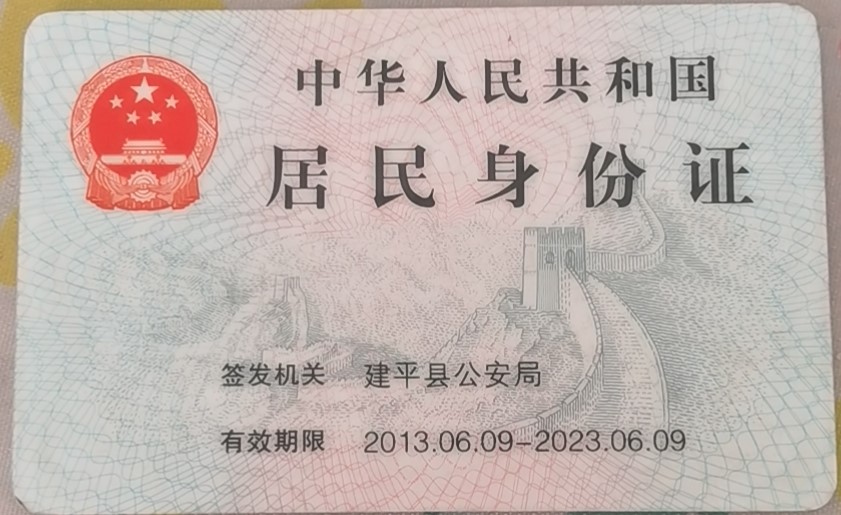 中华人民共和国
居民身份证
签发机关 建平县公安局
有效期限 2013.06.09-2023.06.09